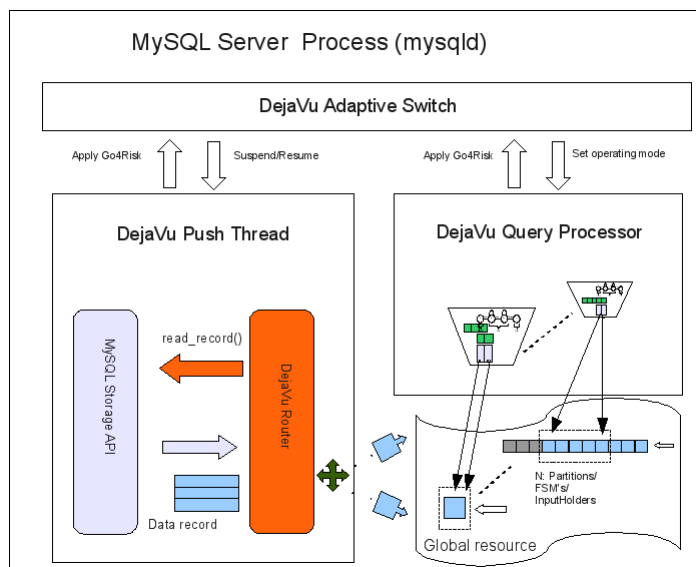 MySQL Server Process (mysqld)
DejaVu Adaptive Switch
Apply Go4Risk
Suspend/Resume
Apply Go4Risk
Set operating mode
DejaVu Push Thread
DejaVu Query Processor
MySQL Storage API
read_record()
DejaVu Router
Data record
N: Partitions/
FSM's/
InputHolders
Global resource